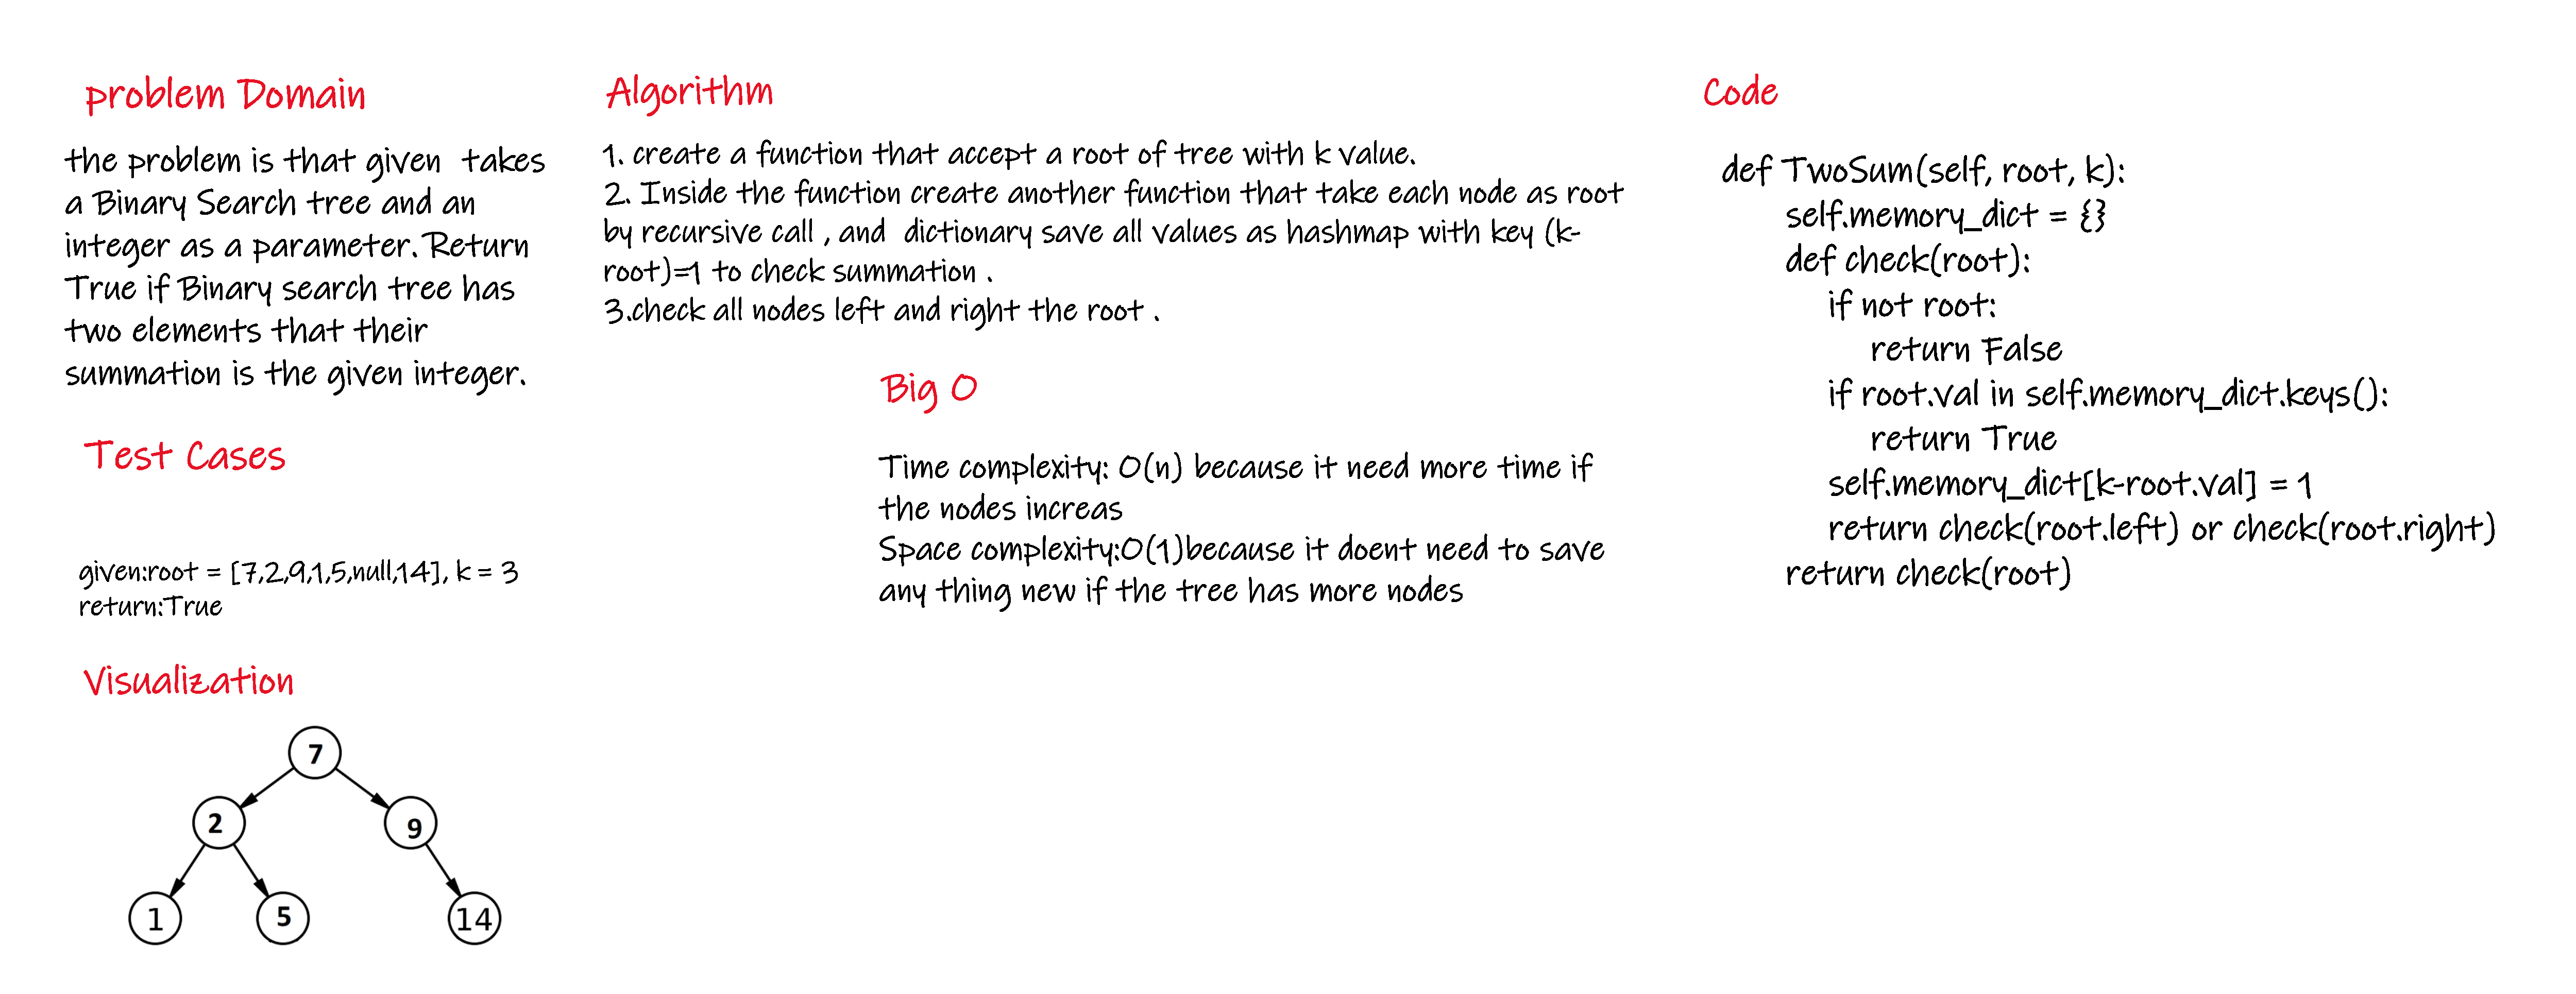 problem Domain
the problem is that given takes
a Binary Search tree and an
integer as a parameter. Return
True if Binary search tree has
two elements that their
summation is the given integer.
Test Cases
given:root = [7,2,9,1,5,null,14], k = 3
return:True
Visualization
7
2
9
1
5
14
Algorithm
1. create a function that accept a root of tree with k value.
2. Inside the function create another function that take each node as root
by recursive call , and dictionary save all values as hashmap with key (k-
root)=1 to check summation .
3.check all nodes left and right the root .
Big O
Time complexity: O(n) because it need more time if
the nodes increas
Space complexity:O(1)because it doent need to save
any thing new if the tree has more nodes
Code
def TwoSum(self, root, k):
self.memory_dict = {}
def check(root):
if not root:
return False
if root.val in self.memory_dict.keys():
return True
self.memory_dict[k-root.val] = 1
return check(root.left) or check(root.right)
return check(root)